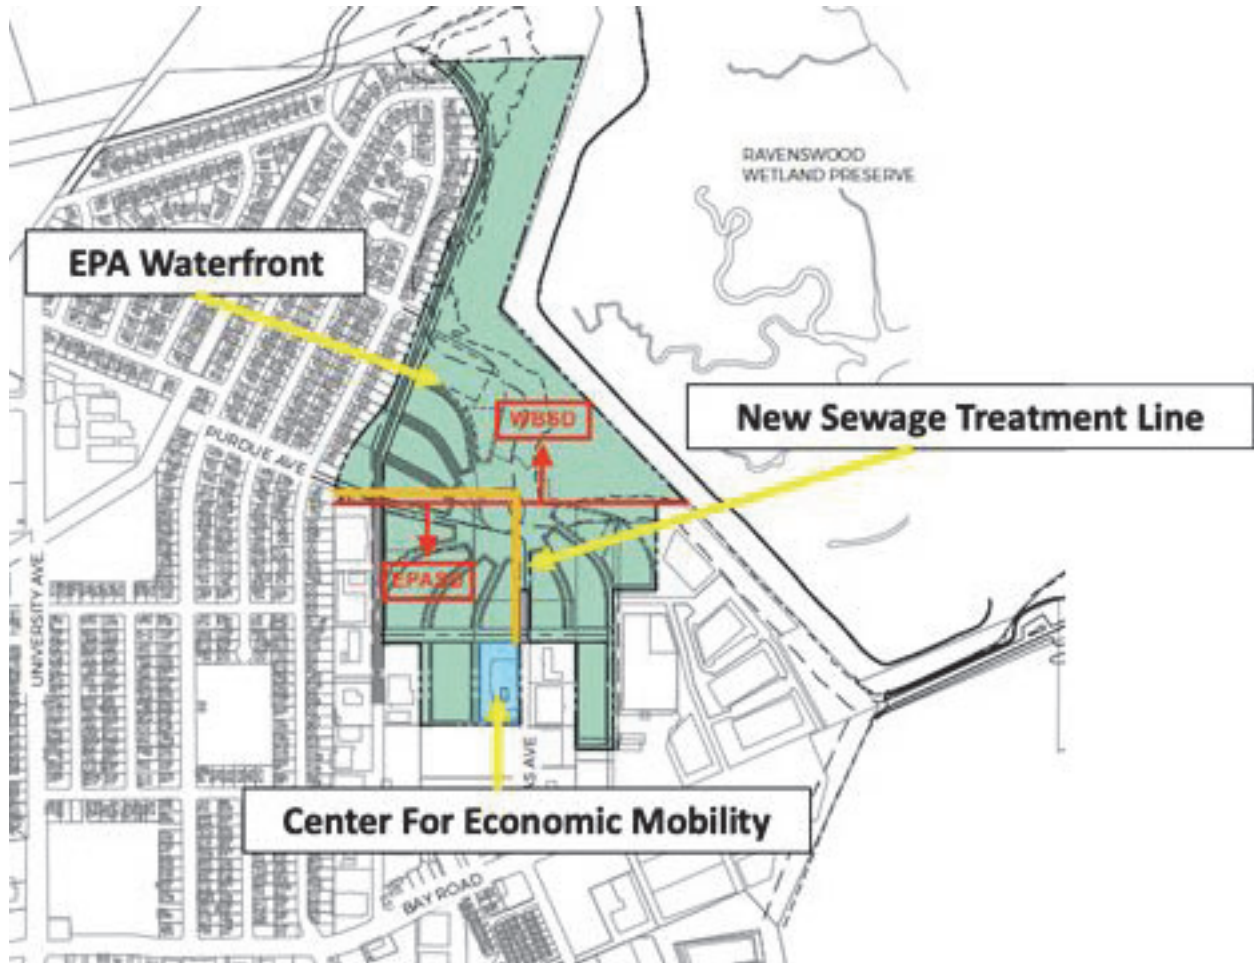 RAVENSWOOD
WETLAND PRESERVE
EPA Waterfront
WBSD
New Sewage Treatment Line
PURDUE AVE
EPASD
UNIVERSITY AVE
AVE
Center For Economic Mobility
BAY ROAD